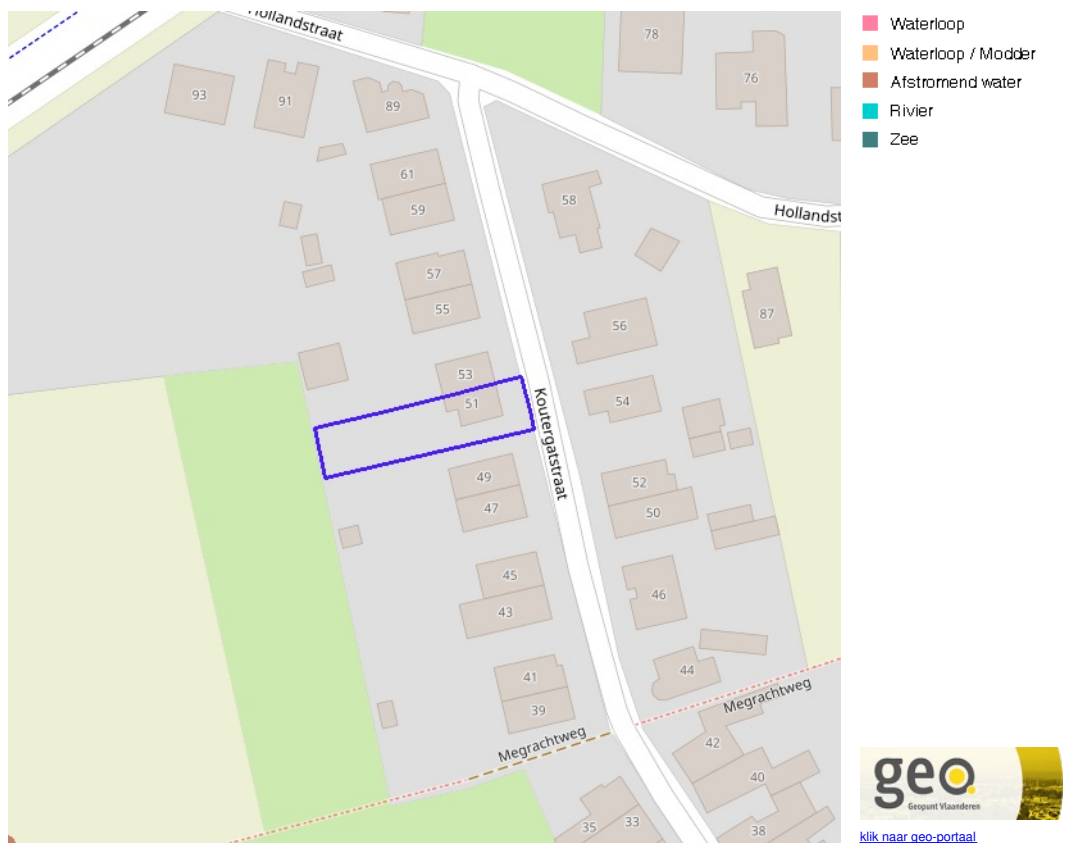 Hollandstraat
78
76
93
91
89
61
59
58
Hollandst
57
55
56
87
53
51
54
Koutergatstraat
49
47
52
50
45
43
46
41
39
44
Megrachtweg
Megrachtweg
42
40
35
33
38
Waterloop
Waterloop / Modder
Afstromend water
Rivier
Zee
geo
Geopunt Vlaanderen
klik naar geo-portaal